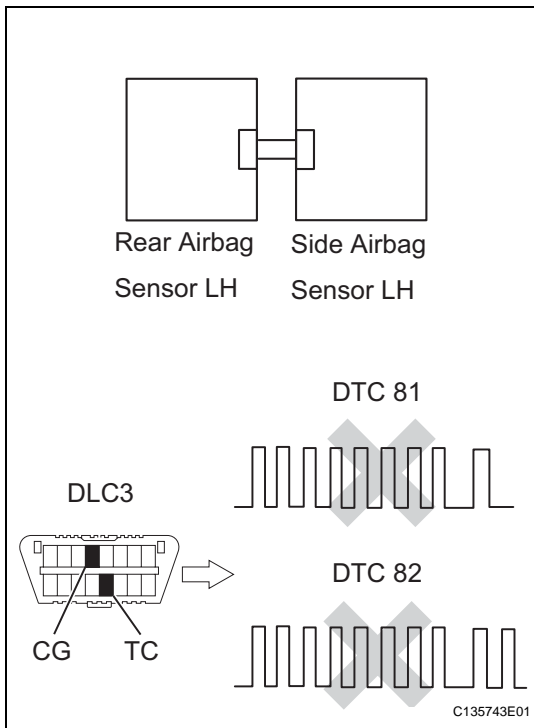 Rear Airbag
Sensor LH
Side Airbag
Sensor LH
DTC 81
DLC3
DTC 82
CG
TC
C135743E01